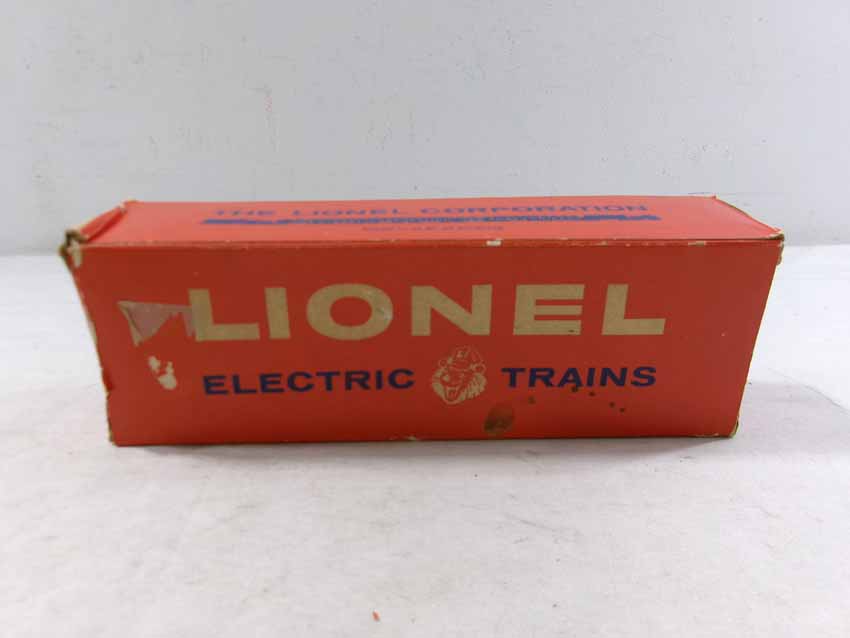 THE LIONEL CORPORATION
LIONEL
ELECTRIC TRAINS